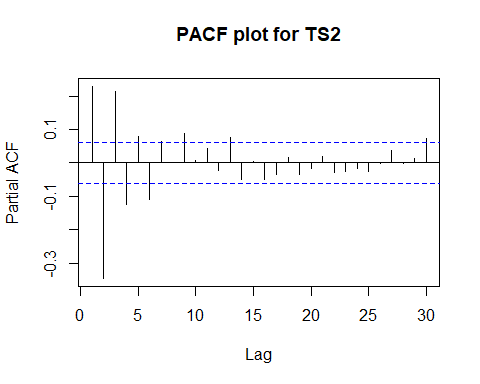 PACF plot for TS2
Partial ACF
0.1
-0.1
-0.3
0 5 10 15 20 25 30
Lag